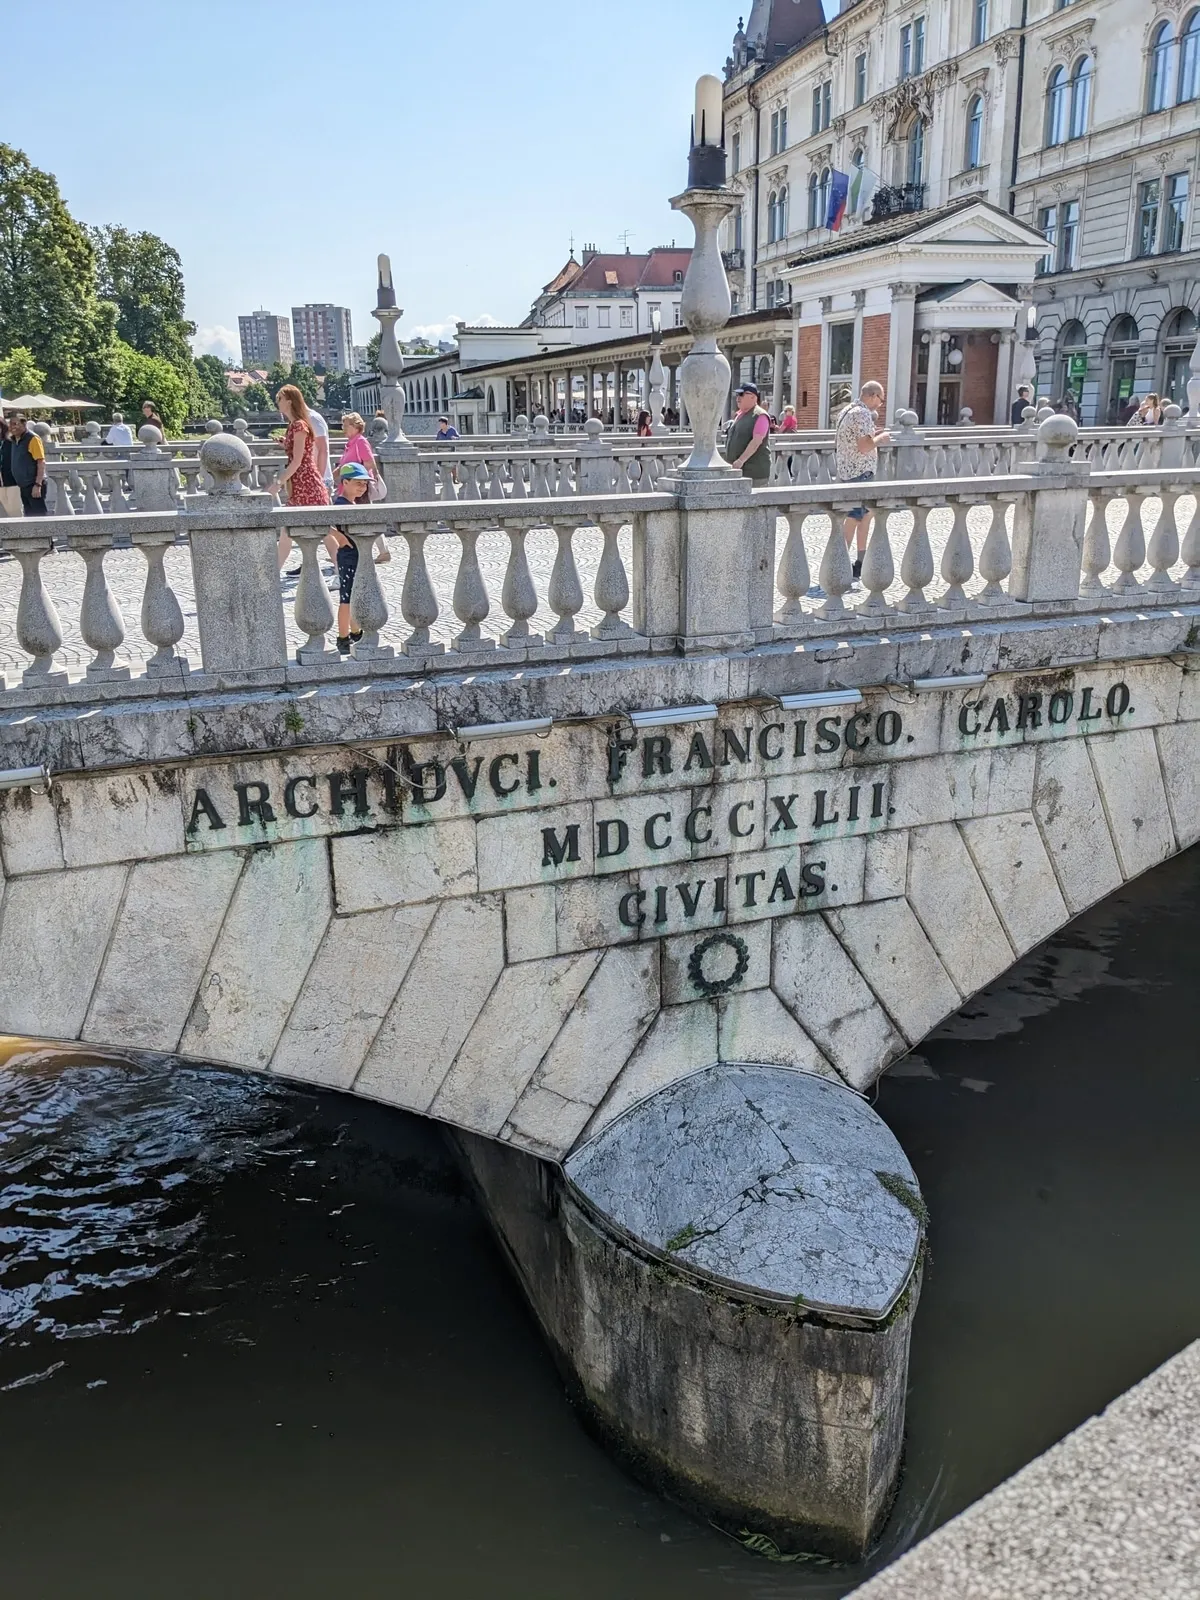 ARCHIDVCI. FRANCISCO. CAROLO.
MDCCCXLII.
CIVITAS.